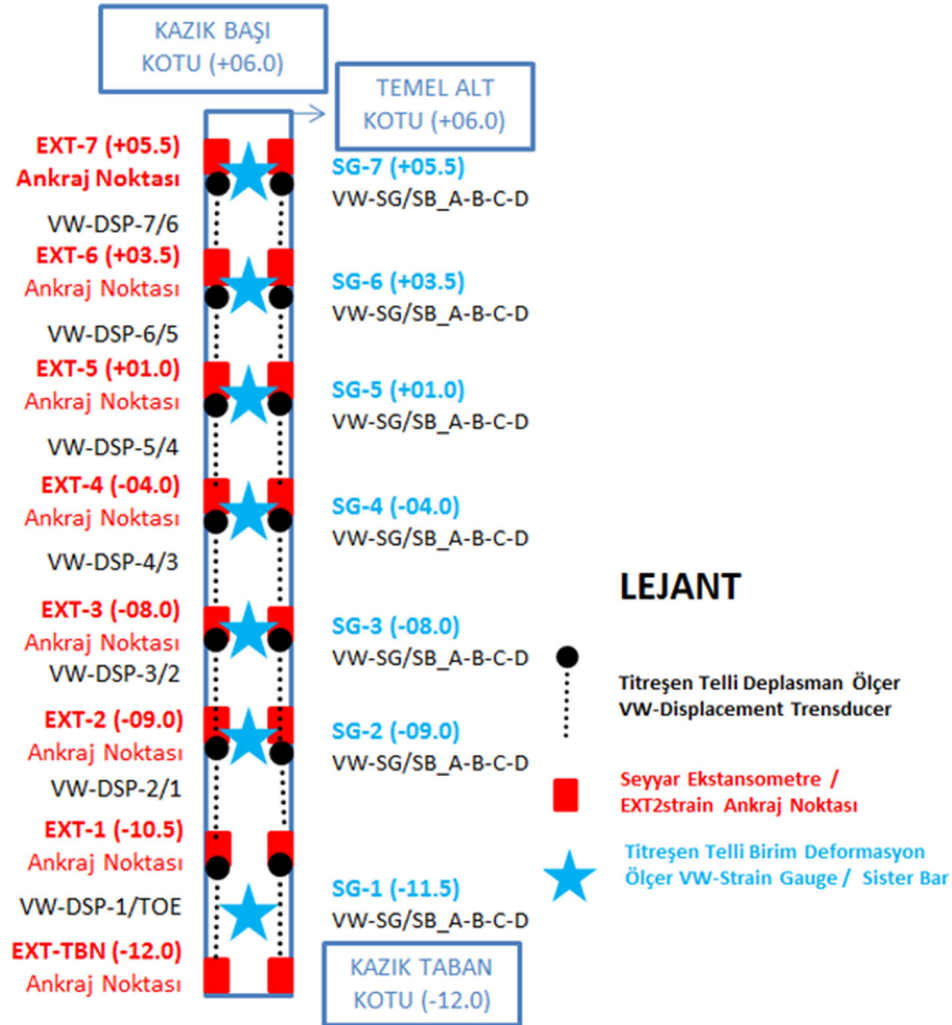 KAZIK BAŞI
KOTU (+06.0)
TEMEL ALT
KOTU (+06.0)
EXT-7 (+05.5)
Ankraj Noktası
SG-7 (+05.5)
VW-SG/SB_A-B-C-D
VW-DSP-7/6
EXT-6 (+03.5)
Ankraj Noktası
SG-6 (+03.5)
VW-SG/SB_A-B-C-D
VW-DSP-6/5
EXT-5 (+01.0)
Ankraj Noktası
SG-5 (+01.0)
VW-SG/SB_A-B-C-D
VW-DSP-5/4
EXT-4 (-04.0)
Ankraj Noktası
SG-4 (-04.0)
VW-SG/SB_A-B-C-D
VW-DSP-4/3
EXT-3 (-08.0)
Ankraj Noktası
SG-3 (-08.0)
VW-SG/SB_A-B-C-D
VW-DSP-3/2
EXT-2 (-09.0)
Ankraj Noktası
SG-2 (-09.0)
VW-SG/SB_A-B-C-D
VW-DSP-2/1
EXT-1 (-10.5)
Ankraj Noktası
SG-1 (-11.5)
VW-SG/SB_A-B-C-D
VW-DSP-1/TOE
EXT-TBN (-12.0)
Ankraj Noktası
KAZIK TABAN
KOTU (-12.0)
LEJANT
Titreşen Telli Deplasman Ölçer
VW-Displacement Trensducer
Seyyar Ekstansometre /
EXT2strain Ankraj Noktası
Titreşen Telli Birim Deformasyon
Ölçer VW-Strain Gauge / Sister Bar